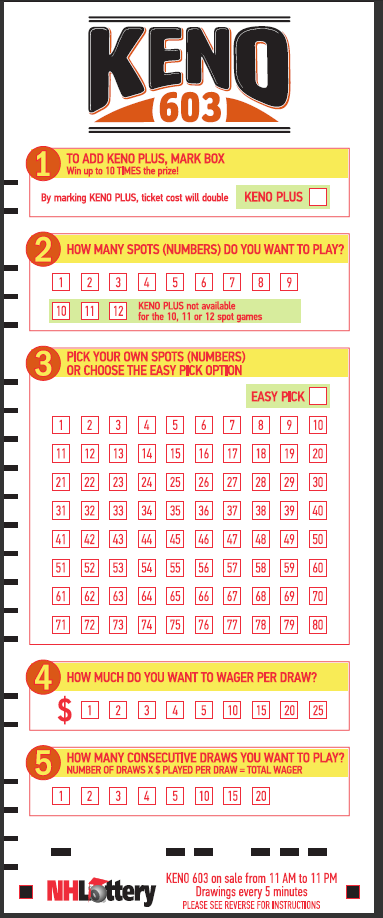 KENO
603
1 TO ADD KENO PLUS, MARK BOX
Win up to 10 TIMES the prize!
By marking KENO PLUS, ticket cost will double KENO PLUS
2 HOW MANY SPOTS (NUMBERS) DO YOU WANT TO PLAY?
1 2 3 4 5 6 7 8 9
10 11 12 KENO PLUS not available
for the 10, 11 or 12 spot games
3 PICK YOUR OWN SPOTS (NUMBERS)
OR CHOOSE THE EASY PICK OPTION
EASY PICK
1 2 3 4 5 6 7 8 9 10
11 12 13 14 15 16 17 18 19 20
21 22 23 24 25 26 27 28 29 30
31 32 33 34 35 36 37 38 39 40
41 42 43 44 45 46 47 48 49 50
51 52 53 54 55 56 57 58 59 60
61 62 63 64 65 66 67 68 69 70
71 72 73 74 75 76 77 78 79 80
4 HOW MUCH DO YOU WANT TO WAGER PER DRAW?
$ 1 2 3 4 5 10 15 20 25
5 HOW MANY CONSECUTIVE DRAWS YOU WANT TO PLAY?
NUMBER OF DRAWS X $ PLAYED PER DRAW = TOTAL WAGER
1 2 3 4 5 10 15 20
NHLottery
KENO 603 on sale from 11 AM to 11 PM
Drawings every 5 minutes
PLEASE SEE REVERSE FOR INSTRUCTIONS